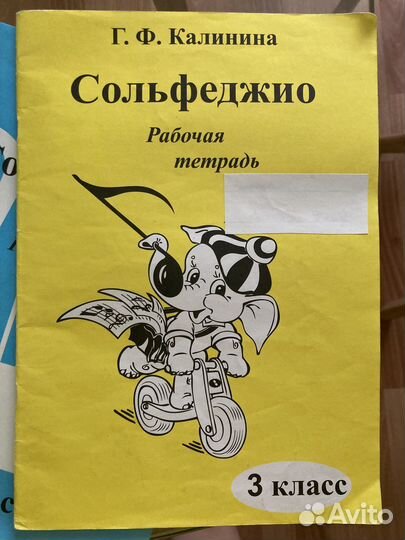 Г. Ф. Калинина
Сольфеджио
Рабочая
тетрадь
3 класс
Avito